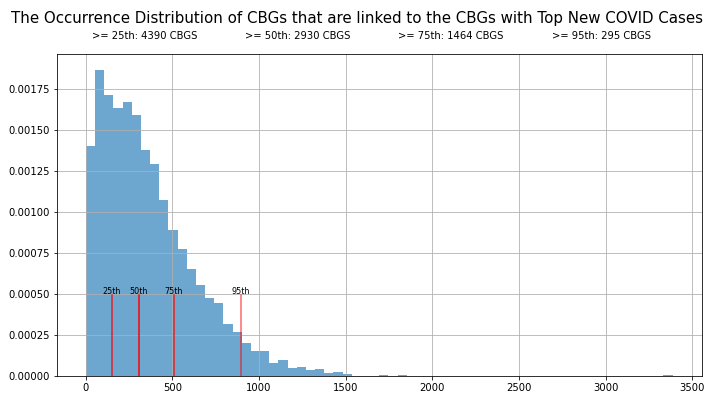 The Occurrence Distribution of CBGs that are linked to the CBGs with Top New COVID Cases
>= 25th: 4390 CBGS >= 50th: 2930 CBGS >= 75th: 1464 CBGS >= 95th: 295 CBGS
0.00175
0.00150
0.00125
0.00100
0.00075
0.00050
25th 50th 75th 95th
0.00025
0.00000
0 500 1000 1500 2000 2500 3000 3500